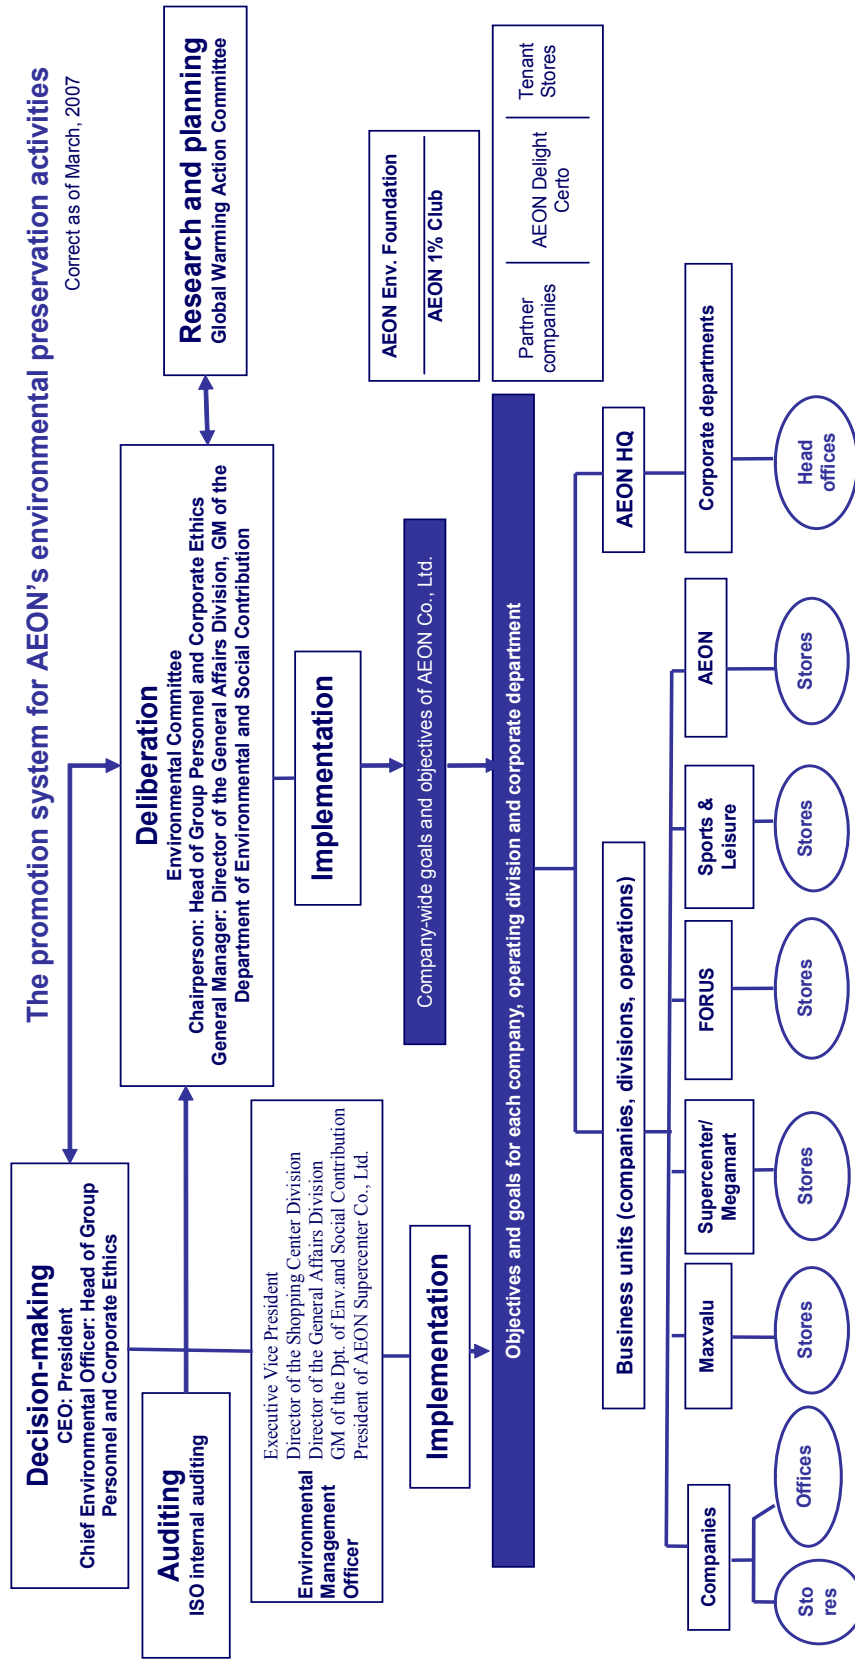 The promotion system for AEON's environmental preservation activities
Correct as of March, 2007
Decision-making
CEO: President
Chief Environmental Officer: Head of Group
Personnel and Corporate Ethics
Auditing
ISO internal auditing
Deliberation
Environmental Committee
Chairperson: Head of Group Personnel and Corporate Ethics
General Manager: Director of the General Affairs Division, GM of the
Department of Environmental and Social Contribution
Research and planning
Global Warming Action Committee
Environmental
Management
Officer
Executive Vice President
Director of the Shopping Center Division
Director of the General Affairs Division
GM of the Dpt. of Env.and Social Contribution
President of AEON Supercenter Co., Ltd.
Implementation
Implementation
Company-wide goals and objectives of AEON Co., Ltd.
AEON Env. Foundation
AEON 1% Club
Objectives and goals for each company, operating division and corporate department
Partner
companies
AEON Delight
Certo
Tenant
Stores
Business units (companies, divisions, operations)
AEON HQ
Companies
Maxvalu
Supercenter/
Megamart
FORUS
Sports &
Leisure
AEON
Corporate departments
Sto
res
Offices
Stores
Stores
Stores
Stores
Stores
Head
offices